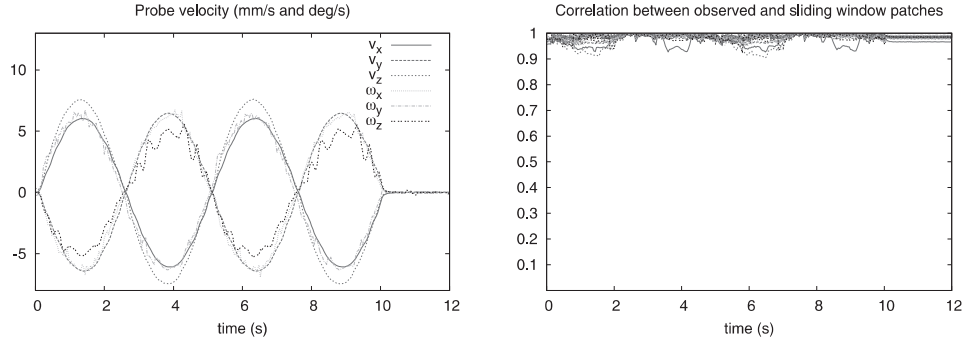 Probe velocity (mm/s and deg/s)
10
5
0
-5
0 2 4 6 8 10 12
time (s)
vx
vy
vz
ωx
ωy
ωz
Correlation between observed and sliding window patches
1
0.9
0.8
0.7
0.6
0.5
0.4
0.3
0.2
0.1
0 2 4 6 8 10 12
time (s)